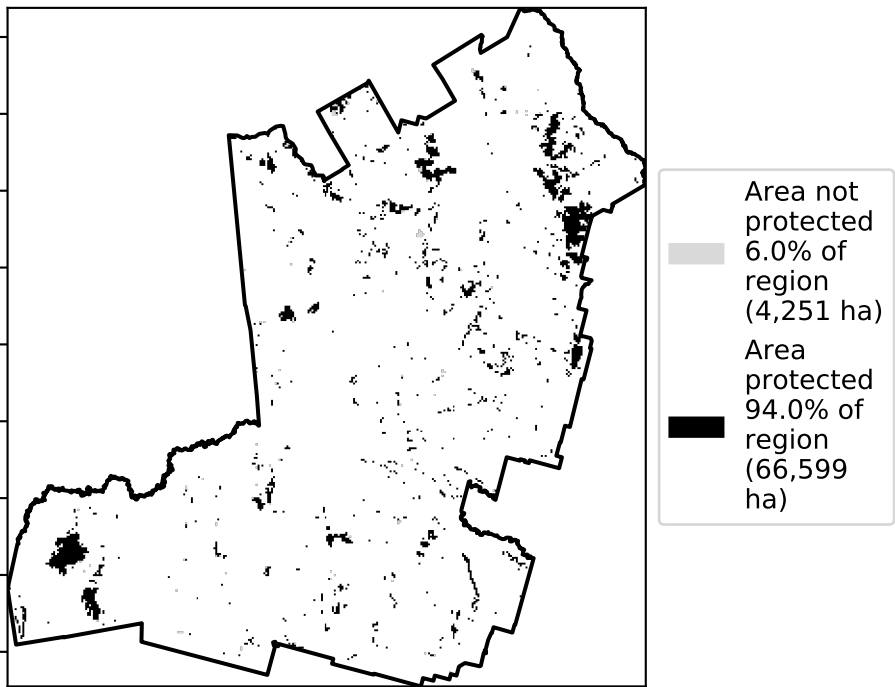 Area not
protected
6.0% of
region
(4,251 ha)
Area
protected
94.0% of
region
(66,599
ha)